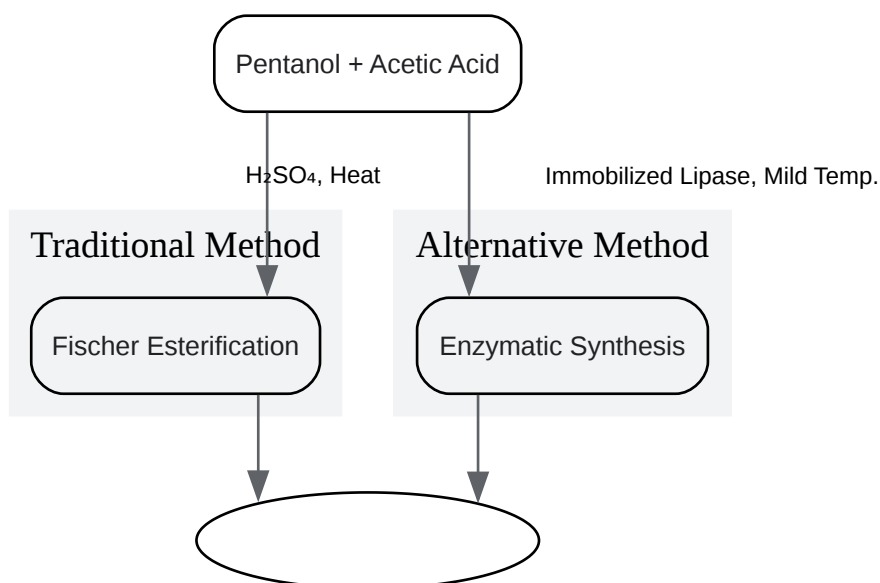 Pentanol + Acetic Acid
H₂SO₄, Heat
Immobilized Lipase, Mild Temp.
Traditional Method
Alternative Method
Fischer Esterification
Enzymatic Synthesis